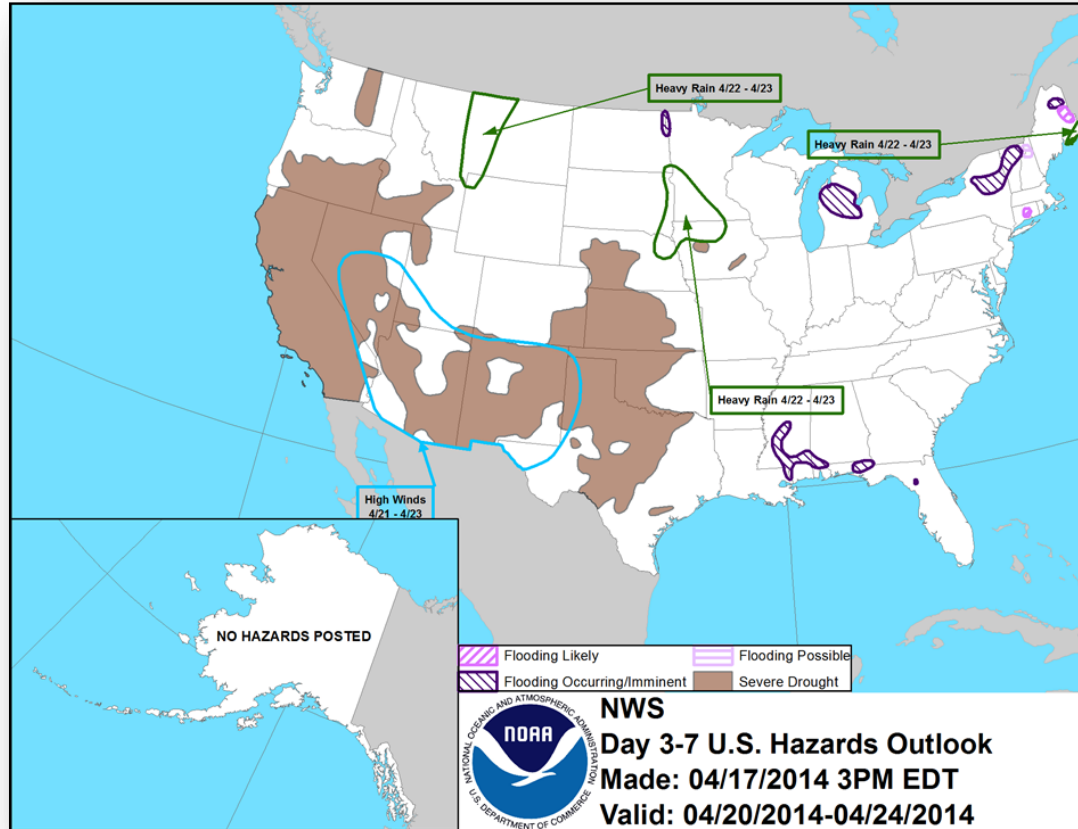 Heavy Rain 4/22 - 4/23
Heavy Rain 4/22 - 4/23
Heavy Rain 4/22 - 4/23
High Winds
4/21 - 4/23
NO HAZARDS POSTED
Flooding Likely
Flooding Possible
Flooding Occurring/Imminent
Severe Drought
NATIONAL OCEANIC AND ATMOSPHERIC ADMINISTRATION
NOAA
U.S. DEPARTMENT OF COMMERCE
NWS
Day 3-7 U.S. Hazards Outlook
Made: 04/17/2014 3PM EDT
Valid: 04/20/2014-04/24/2014